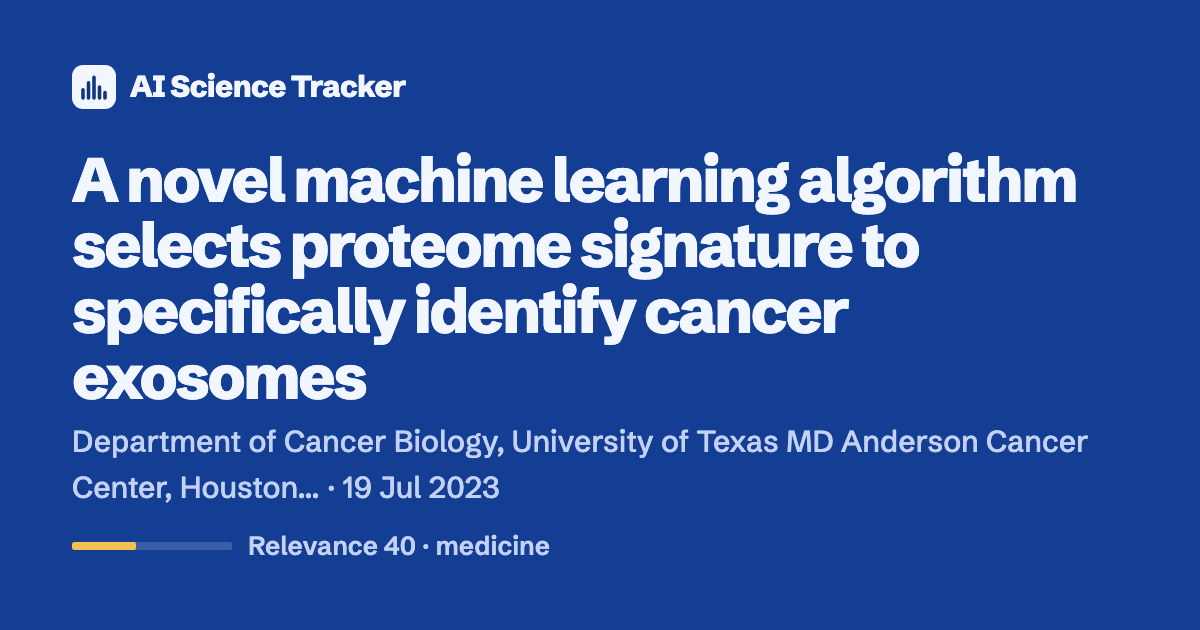 AI Science Tracker
A novel machine learning algorithm
selects proteome signature to
specifically identify cancer
exosomes
Department of Cancer Biology, University of Texas MD Anderson Cancer
Center, Houston... · 19 Jul 2023
Relevance 40 · medicine